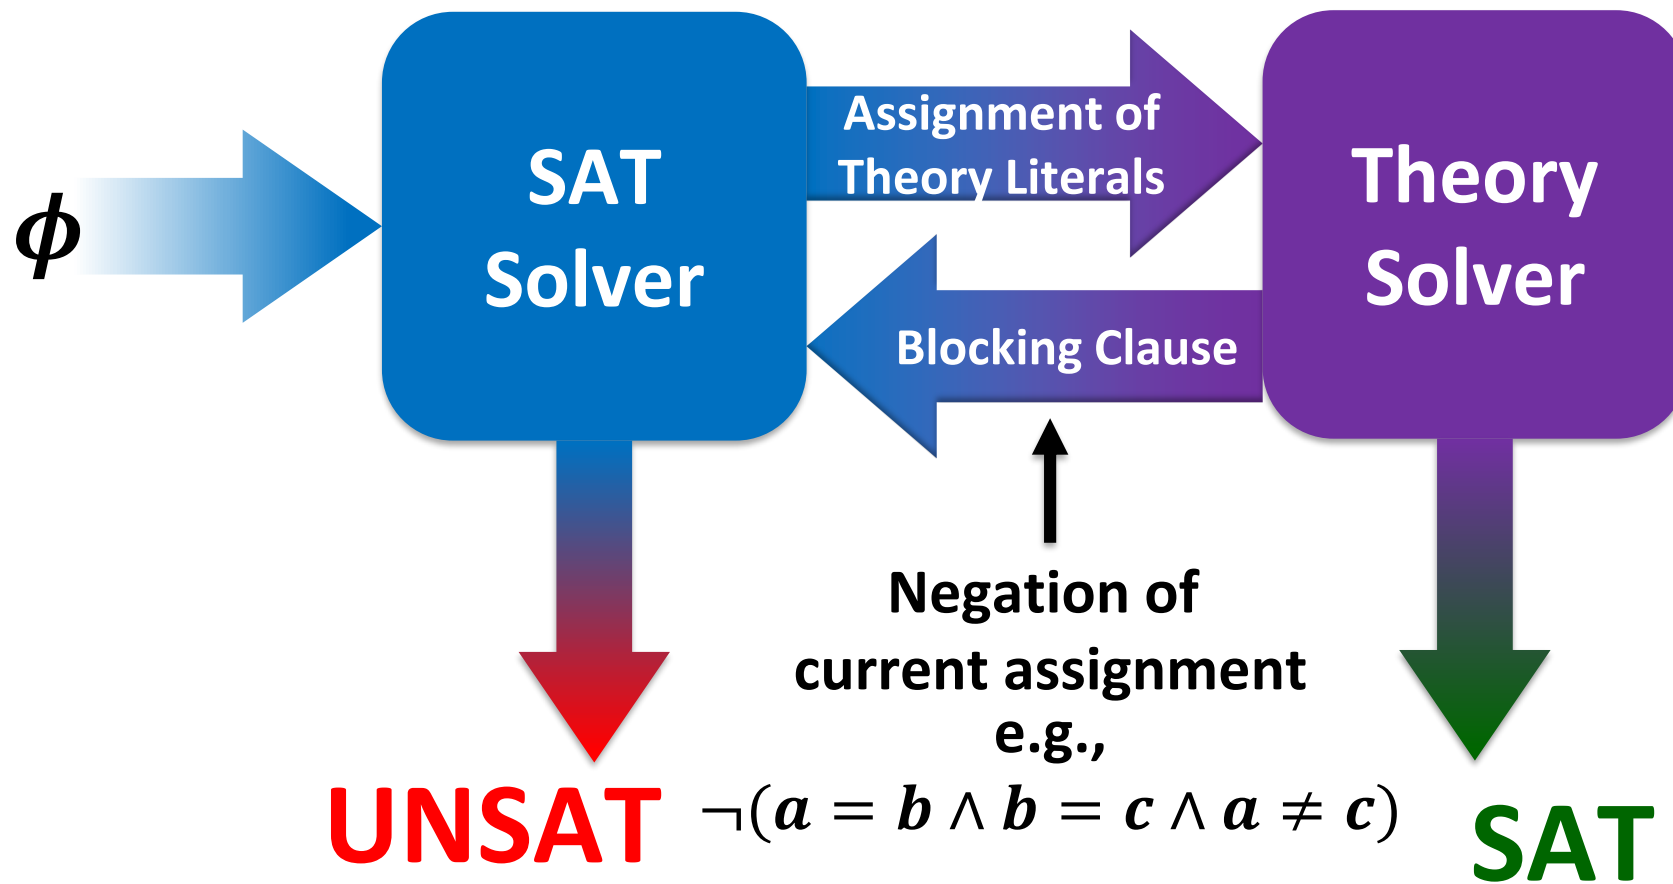 ϕ
SAT
Solver
Assignment of
Theory Literals
Theory
Solver
Blocking Clause
Negation of
current assignment
e.g.,
¬(a = b ∧ b = c ∧ a ≠ c)
UNSAT
SAT